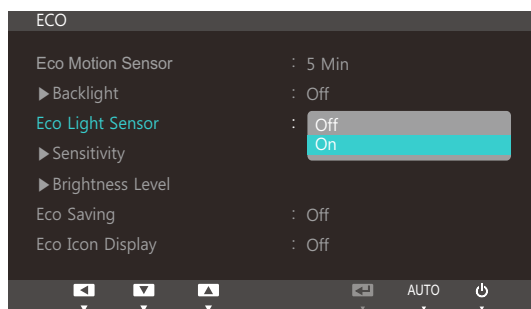 ECO
Eco Motion Sensor : 5 Min
▶Backlight : Off
Eco Light Sensor : Off
On
▶Sensitivity
▶Brightness Level
Eco Saving : Off
Eco Icon Display : Off
AUTO